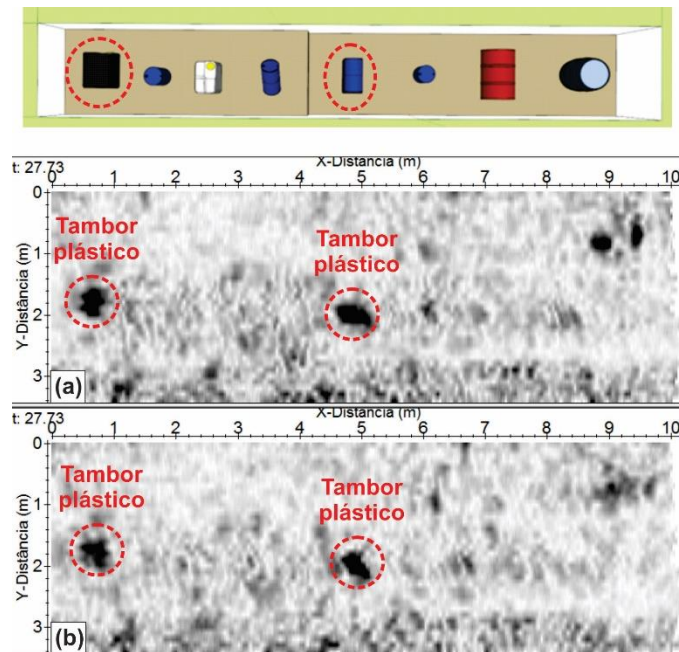 X-Distância (m)
t: 27.73
0 1 2 3 4 5 6 7 8 9 10
0
Tambor
plástico
Tambor
plástico
1
Y-Distância (m)
2
3
(a)
X-Distância (m)
t: 27.73
0 1 2 3 4 5 6 7 8 9 10
0
Tambor
plástico
Tambor
plástico
1
Y-Distância (m)
2
3
(b)